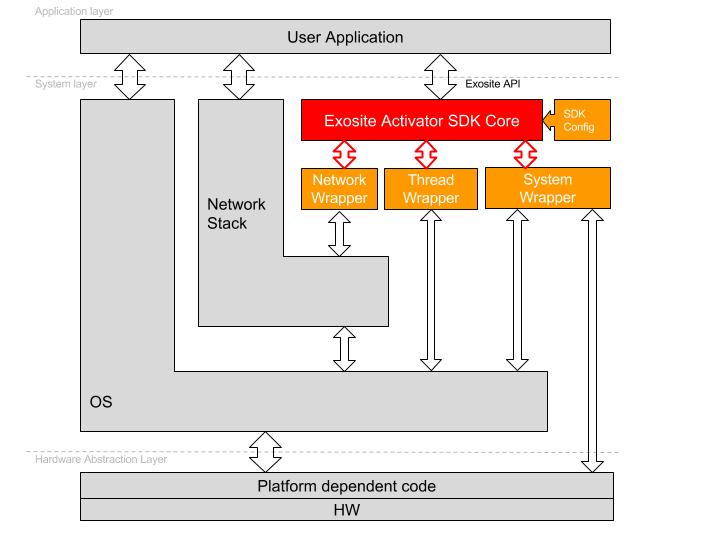 Application layer
User Application
System layer
Exosite API
Exosite Activator SDK Core
SDK
Config
Network
Wrapper
Thread
Wrapper
System
Wrapper
Network
Stack
OS
Hardware Abstraction Layer
Platform dependent code
HW